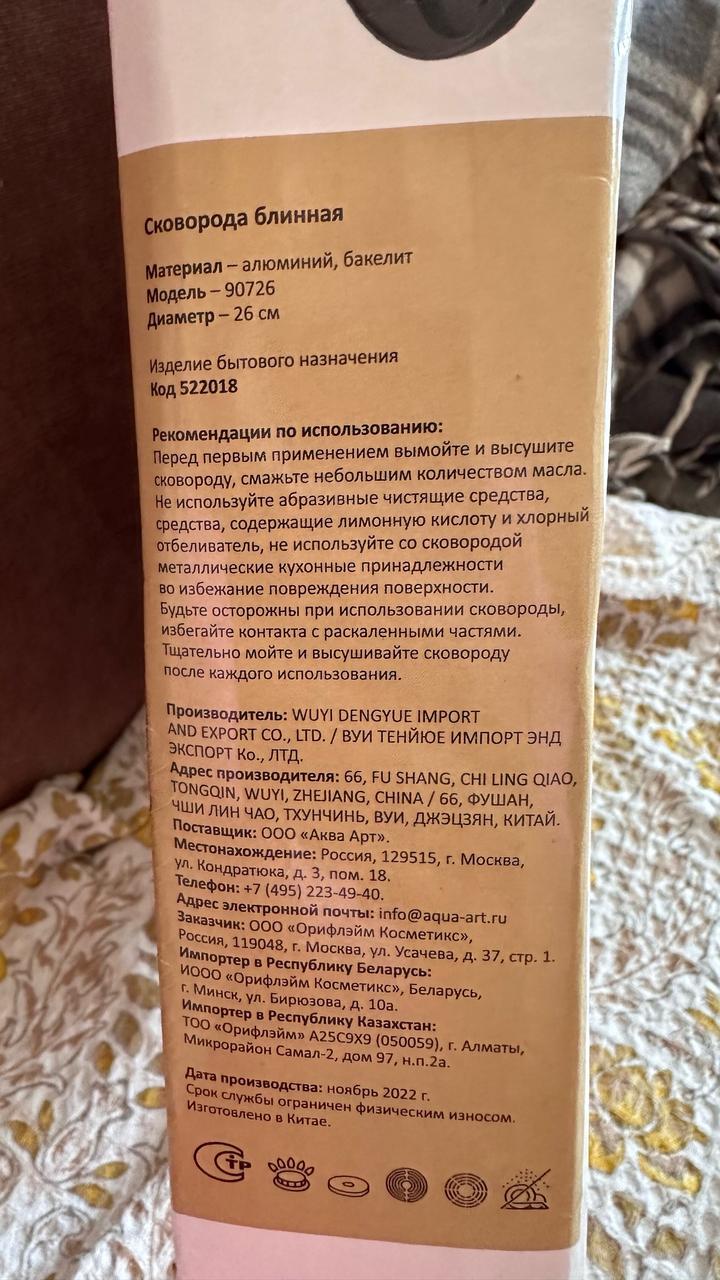 Сковорода блинная
Материал – алюминий, бакелит
Модель – 90726
Диаметр – 26 см
Изделие бытового назначения
Код 522018
Рекомендации по использованию:
Перед первым применением вымойте и высушите
сковороду, смажьте небольшим количеством масла.
Не используйте абразивные чистящие средства,
средства, содержащие лимонную кислоту и хлорный
отбеливатель, не используйте со сковородой
металлические кухонные принадлежности
во избежание повреждения поверхности.
Будьте осторожны при использовании сковороды,
избегайте контакта с раскаленными частями.
Тщательно мойте и высушивайте сковороду
после каждого использования.
Производитель: WUYI DENGYUE IMPORT
AND EXPORT CO., LTD. / ВУИ ТЕНЙЮЕ ИМПОРТ ЭНД
ЭКСПОРТ Ко., ЛТД.
Адрес производителя: 66, FU SHANG, CHI LING QIAO,
TONGQIN, WUYI, ZHEJIANG, CHINA / 66, ФУШАН,
ЧШИ ЛИН ЧАО, ТХУНЧИНЬ, ВУИ, ДЖЭЦЗЯН, КИТАЙ.
Поставщик: ООО «Аква Арт».
Местонахождение: Россия, 129515, г. Москва,
ул. Кондратюка, д. 3, пом. 18.
Телефон: +7 (495) 223-49-40.
Адрес электронной почты: info@aqua-art.ru
Заказчик: ООО «Орифлэйм Косметикс»,
Россия, 119048, г. Москва, ул. Усачева, д. 37, стр. 1.
Импортер в Республику Беларусь:
ИООО «Орифлэйм Косметикс», Беларусь,
г. Минск, ул. Бирюзова, д. 10а.
Импортер в Республику Казахстан:
ТОО «Орифлэйм» A25C9X9 (050059), г. Алматы,
Микрорайон Самал-2, дом 97, н.п.2а.
Дата производства: ноябрь 2022 г.
Срок службы ограничен физическим износом.
Изготовлено в Китае.
СТР